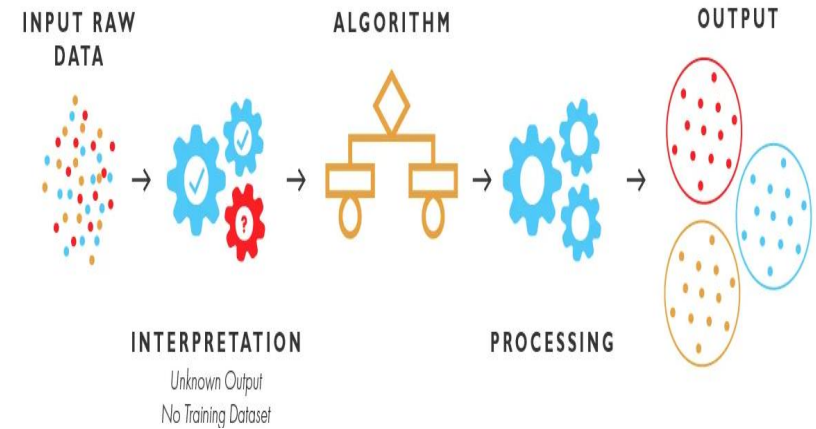 INPUT RAW
DATA
ALGORITHM
OUTPUT
?
INTERPRETATION
Unknown Output
No Training Dataset
PROCESSING